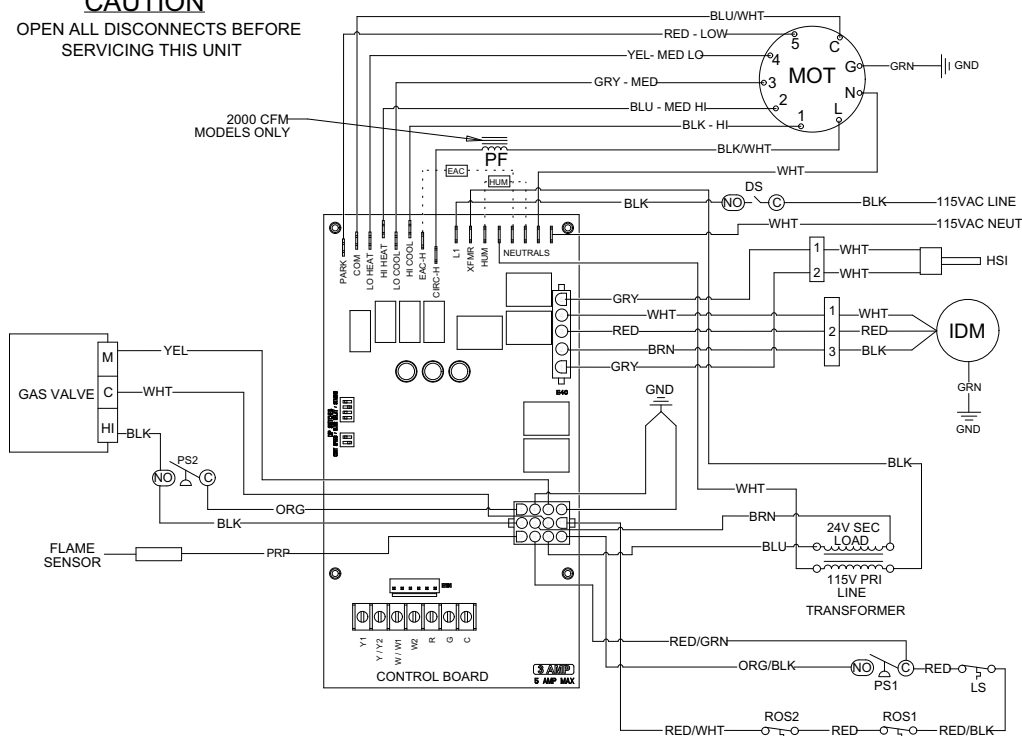 CAUTION
OPEN ALL DISCONNECTS BEFORE
SERVICING THIS UNIT
2000 CFM
MODELS ONLY
BLU/WHT
RED - LOW
YEL- MED LO
GRY - MED
BLU - MED HI
BLK - HI
BLK/WHT
WHT
MOT
5
4
3
2
1
C
G
N
L
GRN
GND
PF
EAC
HUM
BLK
NO
DS
C
BLK
115VAC LINE
WHT
115VAC NEUT
PARK
COM
LO HEAT
HI HEAT
LO COOL
HI COOL
EAC-H
CIRC-H
L1
XFMR
HUM
NEUTRALS
1
WHT
2
WHT
HSI
GRY
WHT
RED
BRN
GRY
1
WHT
2
RED
3
BLK
IDM
GRN
GND
GND
GAS VALVE
M
C
HI
YEL
WHT
BLK
PS2
NO
C
ORG
BLK
FLAME
SENSOR
PRP
BLK
WHT
BRN
BLU
24V SEC
LOAD
115V PRI
LINE
TRANSFORMER
Y1
Y / Y2
W / W1
W2
R
G
C
CONTROL BOARD
3 AMP
5 AMP MAX
RED/GRN
ORG/BLK
NO
C
PS1
RED
LS
RED/WHT
ROS2
RED
ROS1
RED/BLK